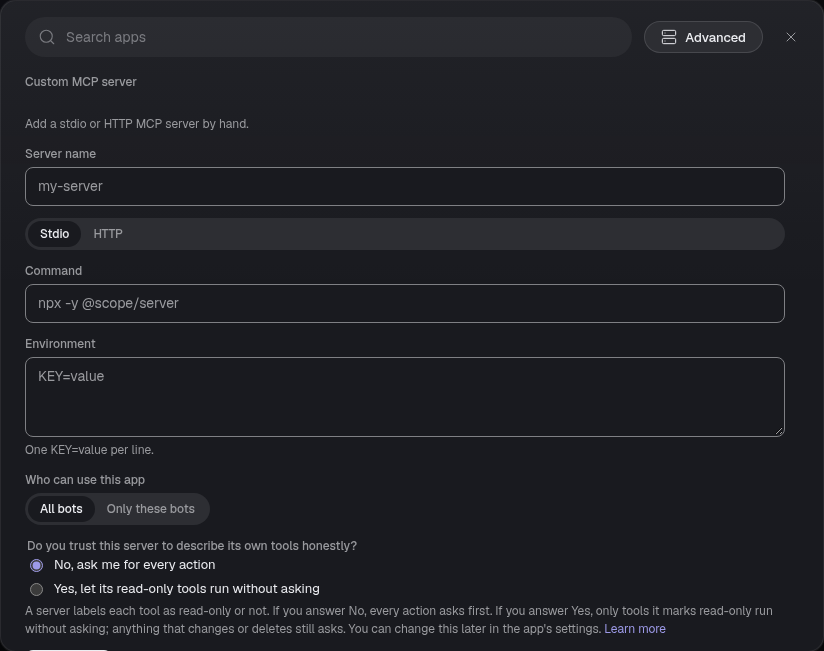 Search apps
Advanced
Custom MCP server
Add a stdio or HTTP MCP server by hand.
Server name
my-server
Stdio
HTTP
Command
npx -y @scope/server
Environment
KEY=value
One KEY=value per line.
Who can use this app
All bots
Only these bots
Do you trust this server to describe its own tools honestly?
No, ask me for every action
Yes, let its read-only tools run without asking
A server labels each tool as read-only or not. If you answer No, every action asks first. If you answer Yes, only tools it marks read-only run
without asking; anything that changes or deletes still asks. You can change this later in the app's settings. Learn more